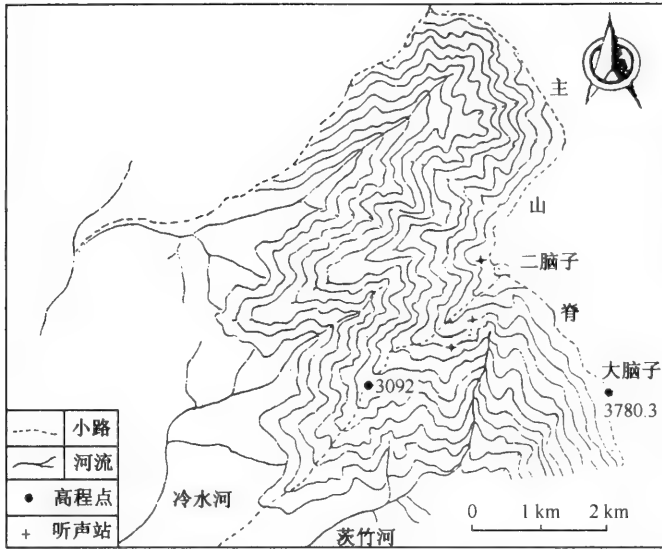 主
山
二脑子
脊
大脑子
3780.3
3092
小路
河流
高程点
听声站
冷水河
茨竹河
0 1 km 2 km